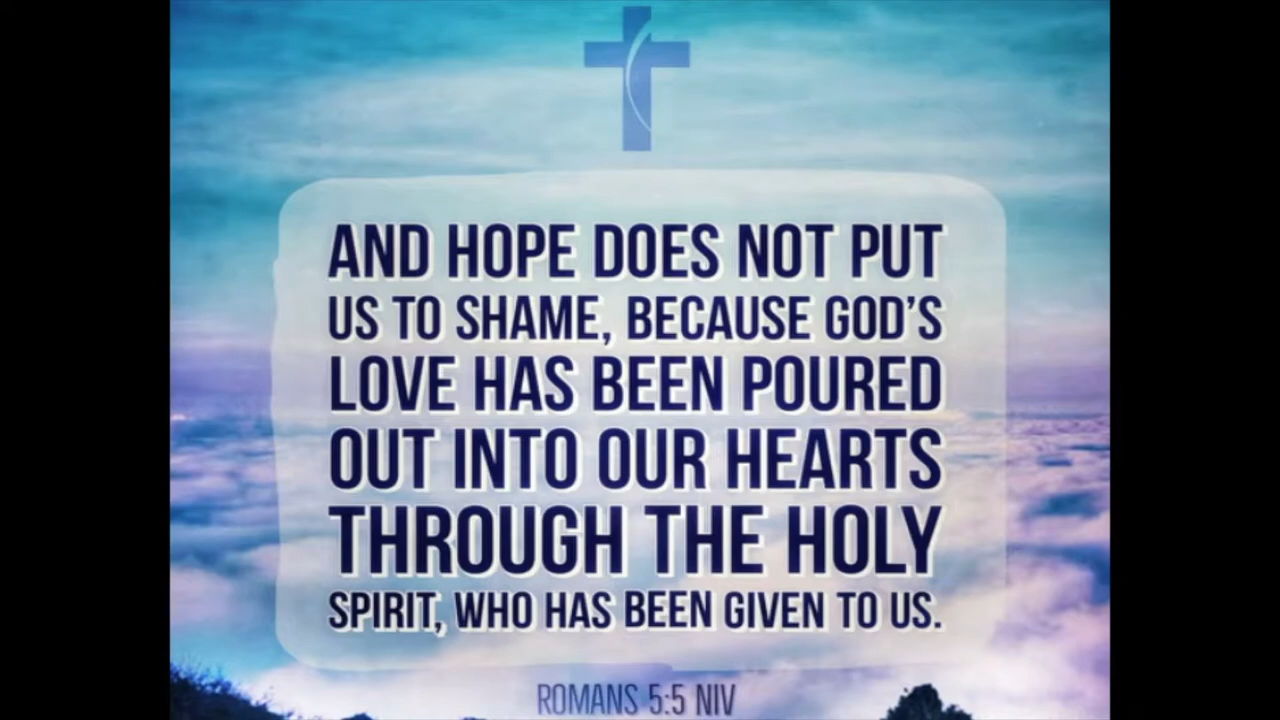 AND HOPE DOES NOT PUT
US TO SHAME, BECAUSE GOD'S
LOVE HAS BEEN POURED
OUT INTO OUR HEARTS
THROUGH THE HOLY
SPIRIT, WHO HAS BEEN GIVEN TO US.
ROMANS 5:5 NIV